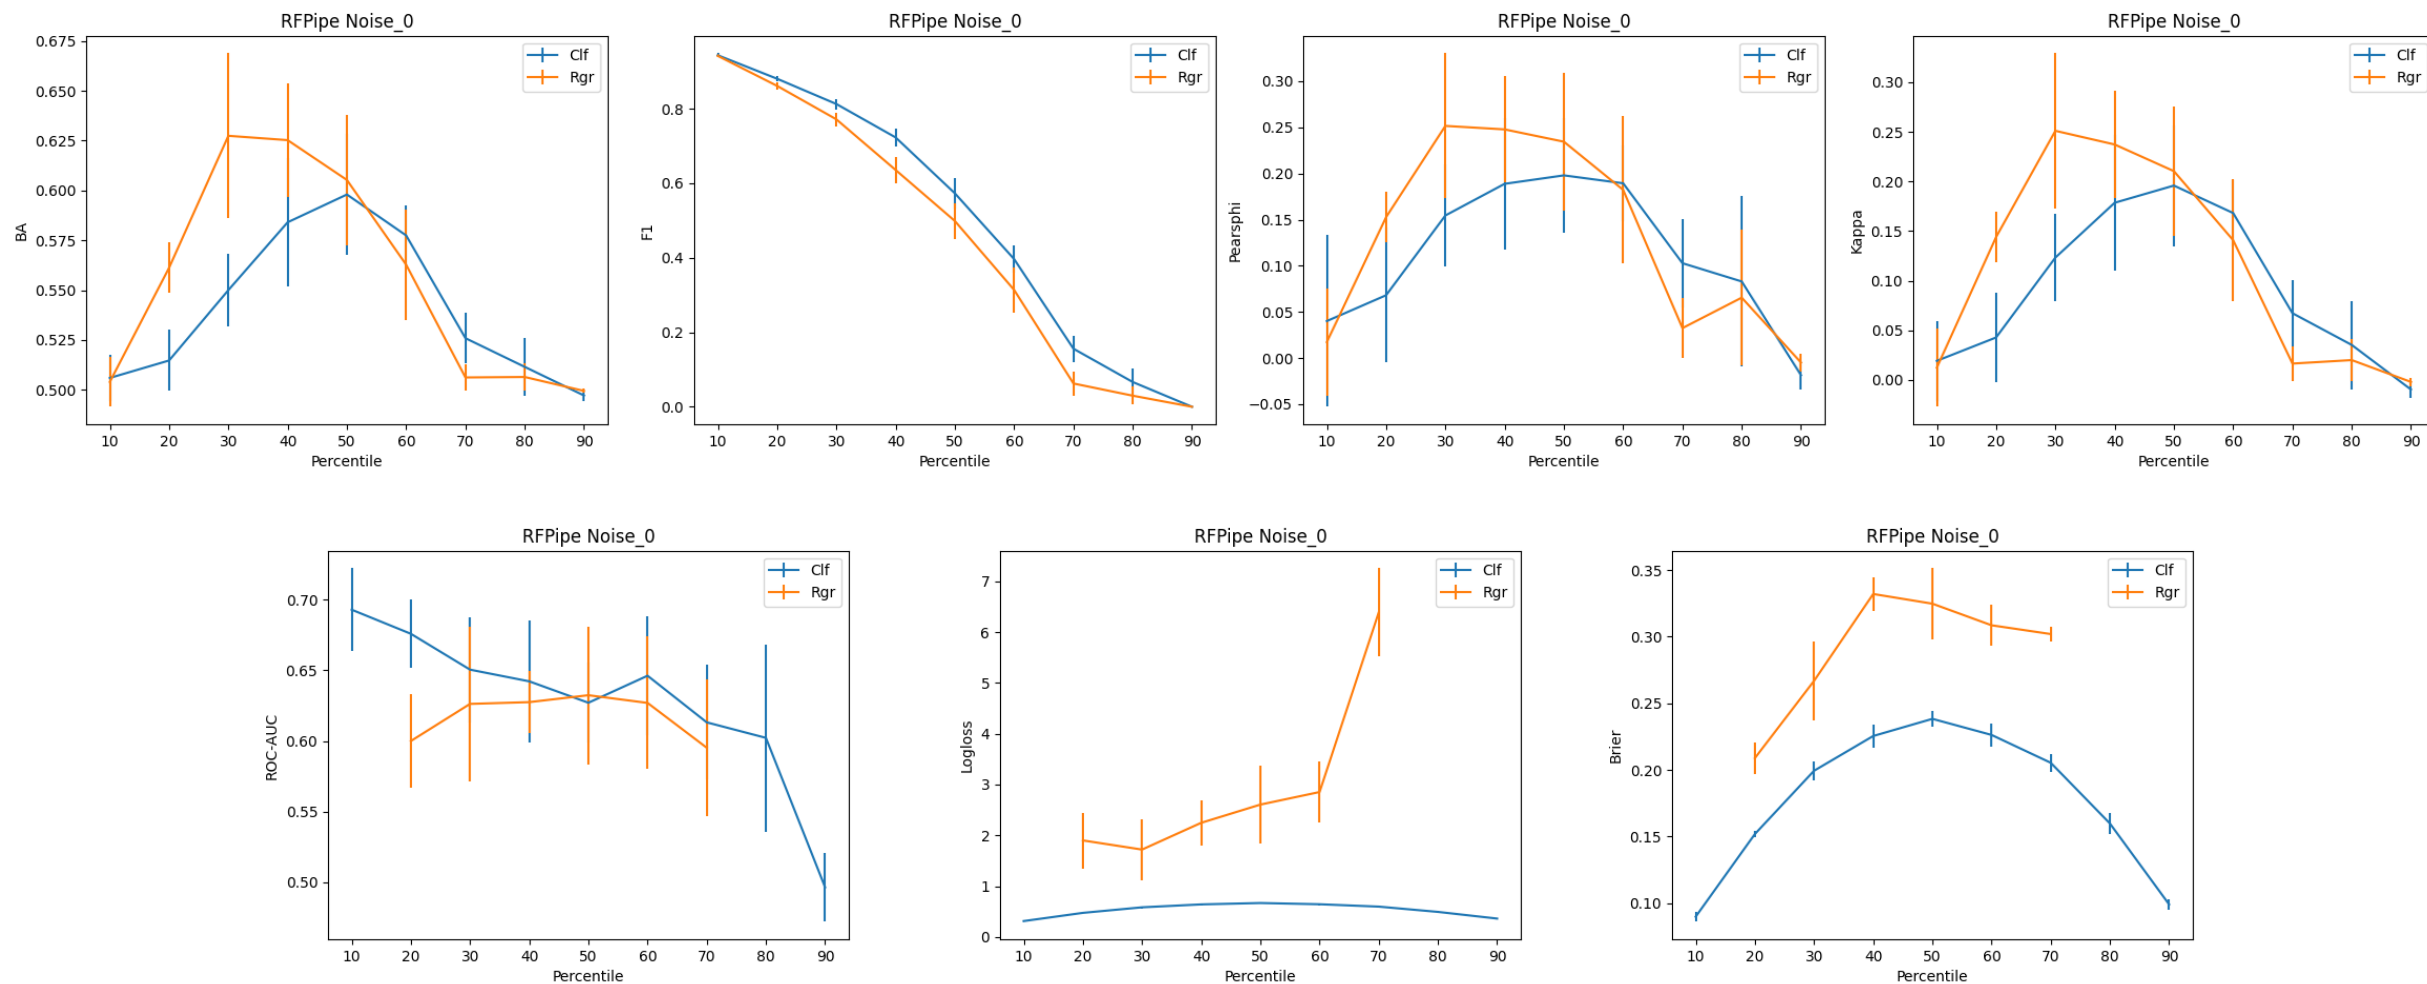 RFPipe Noise_0
Clf
Rgr
0.675
0.650
0.625
0.600
0.575
0.550
0.525
0.500
BA
10 20 30 40 50 60 70 80 90
Percentile
RFPipe Noise_0
Clf
Rgr
0.8
0.6
0.4
0.2
0.0
F1
10 20 30 40 50 60 70 80 90
Percentile
RFPipe Noise_0
Clf
Rgr
0.30
0.25
0.20
0.15
0.10
0.05
0.00
−0.05
Pearsphi
10 20 30 40 50 60 70 80 90
Percentile
RFPipe Noise_0
Clf
Rgr
0.30
0.25
0.20
0.15
0.10
0.05
0.00
Kappa
10 20 30 40 50 60 70 80 90
Percentile
RFPipe Noise_0
Clf
Rgr
0.70
0.65
0.60
0.55
0.50
ROC-AUC
10 20 30 40 50 60 70 80 90
Percentile
RFPipe Noise_0
Clf
Rgr
7
6
5
4
3
2
1
0
Logloss
10 20 30 40 50 60 70 80 90
Percentile
RFPipe Noise_0
Clf
Rgr
0.35
0.30
0.25
0.20
0.15
0.10
Brier
10 20 30 40 50 60 70 80 90
Percentile